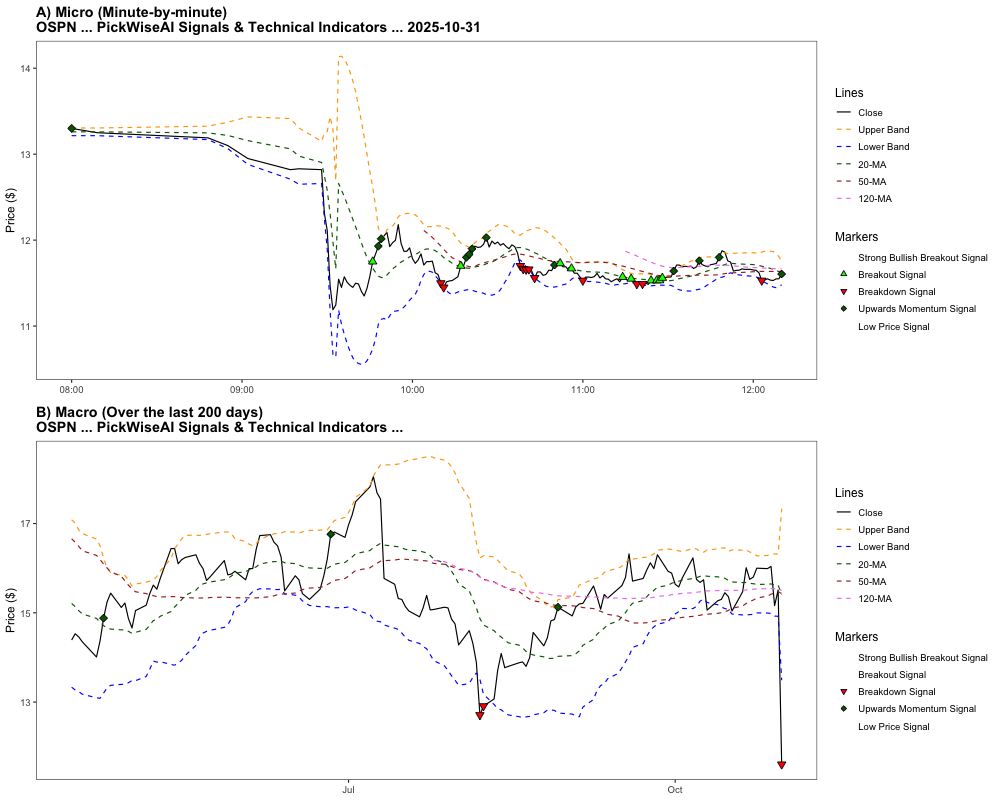 A) Micro (Minute-by-minute)
OSPN ... PickWiseAI Signals & Technical Indicators ... 2025-10-31
Price ($)
14
13
12
11
08:00
09:00
10:00
11:00
12:00
Lines
Close
Upper Band
Lower Band
20-MA
50-MA
120-MA
Markers
Strong Bullish Breakout Signal
Breakout Signal
Breakdown Signal
Upwards Momentum Signal
Low Price Signal
B) Macro (Over the last 200 days)
OSPN ... PickWiseAI Signals & Technical Indicators ...
Price ($)
17
15
13
Jul
Oct
Lines
Close
Upper Band
Lower Band
20-MA
50-MA
120-MA
Markers
Strong Bullish Breakout Signal
Breakout Signal
Breakdown Signal
Upwards Momentum Signal
Low Price Signal